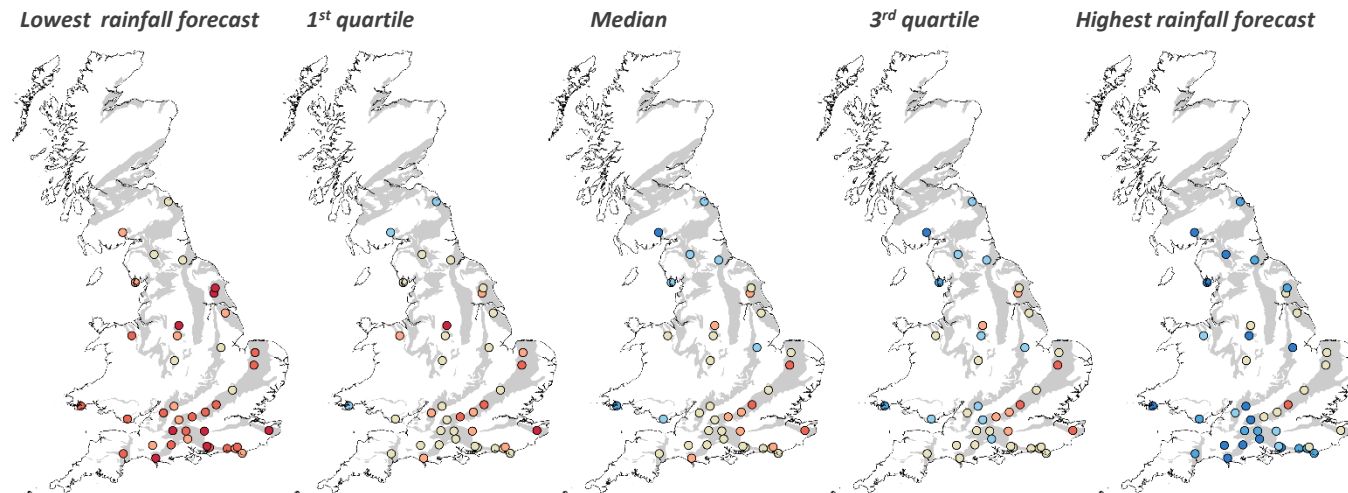 Lowest rainfall forecast
1st quartile
Median
3rd quartile
Highest rainfall forecast